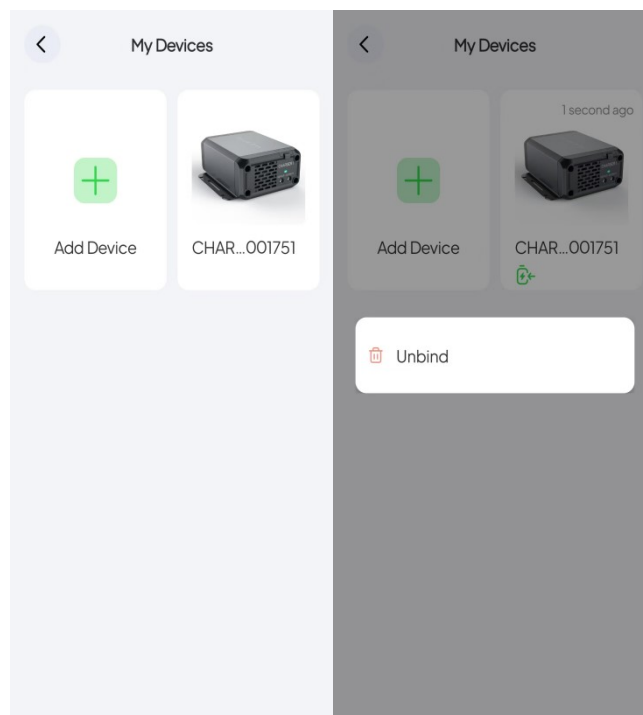 My Devices
Add Device
CHAR...001751
My Devices
1 second ago
Add Device
CHAR...001751
Unbind